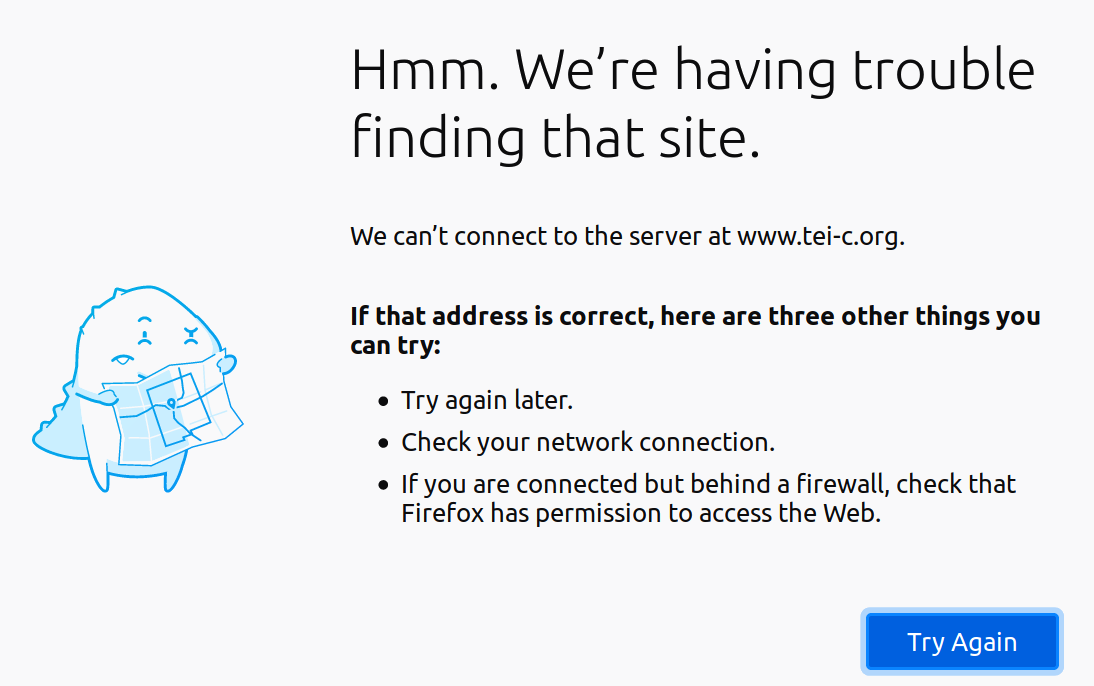 Hmm. We’re having trouble
finding that site.
We can’t connect to the server at www.tei-c.org.
If that address is correct, here are three other things you
can try:
• Try again later.
• Check your network connection.
• If you are connected but behind a firewall, check that
Firefox has permission to access the Web.
Try Again